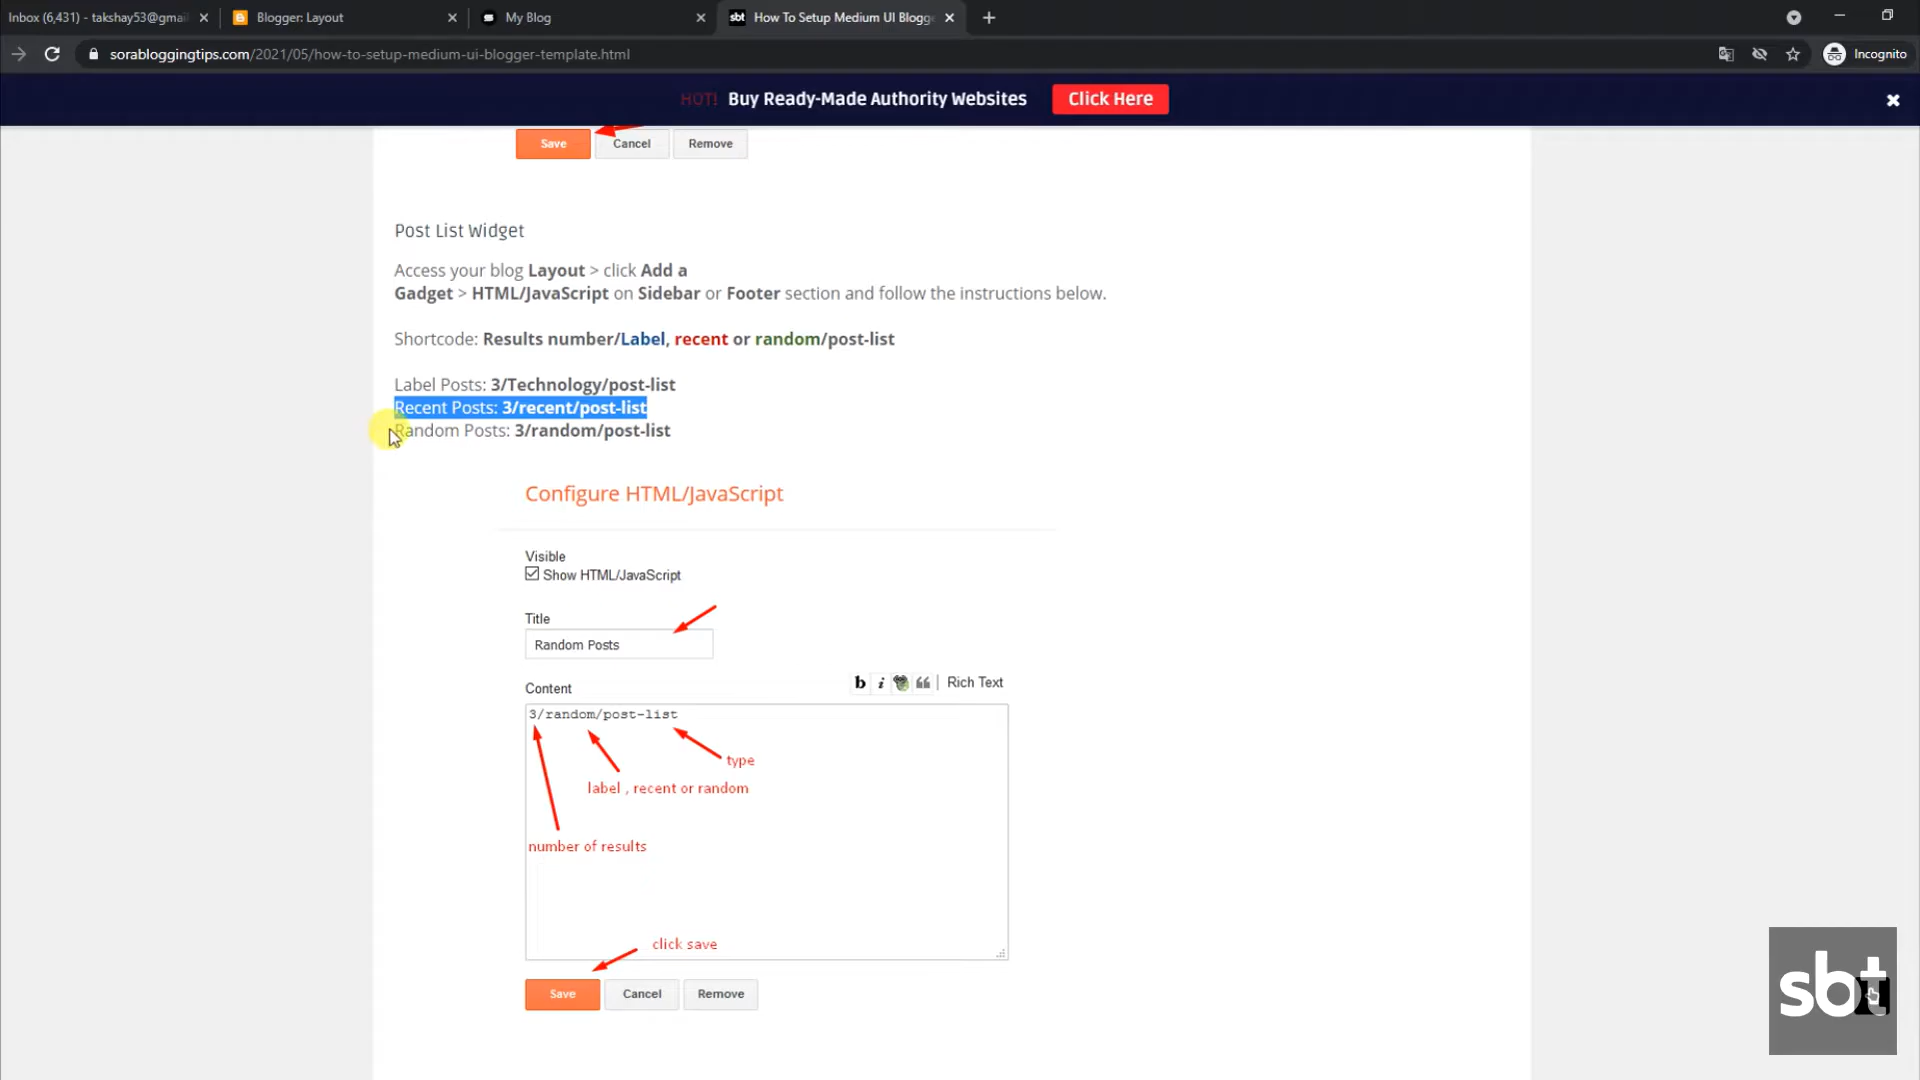 Inbox (6,431) - takshay53@gmai
Blogger: Layout
My Blog
sbt How To Setup Medium UI Blogge
sorabloggingtips.com/2021/05/how-to-setup-medium-ui-blogger-template.html
Incognito
HOT! Buy Ready-Made Authority Websites Click Here
Save Cancel Remove
Post List Widget
Access your blog Layout > click Add a
Gadget > HTML/JavaScript on Sidebar or Footer section and follow the instructions below.
Shortcode: Results number/Label, recent or random/post-list
Label Posts: 3/Technology/post-list
Recent Posts: 3/recent/post-list
Random Posts: 3/random/post-list
Configure HTML/JavaScript
Visible
Show HTML/JavaScript
Title
Random Posts
Content
b i Rich Text
3/random/post-list
type
label , recent or random
number of results
click save
Save Cancel Remove
sbt